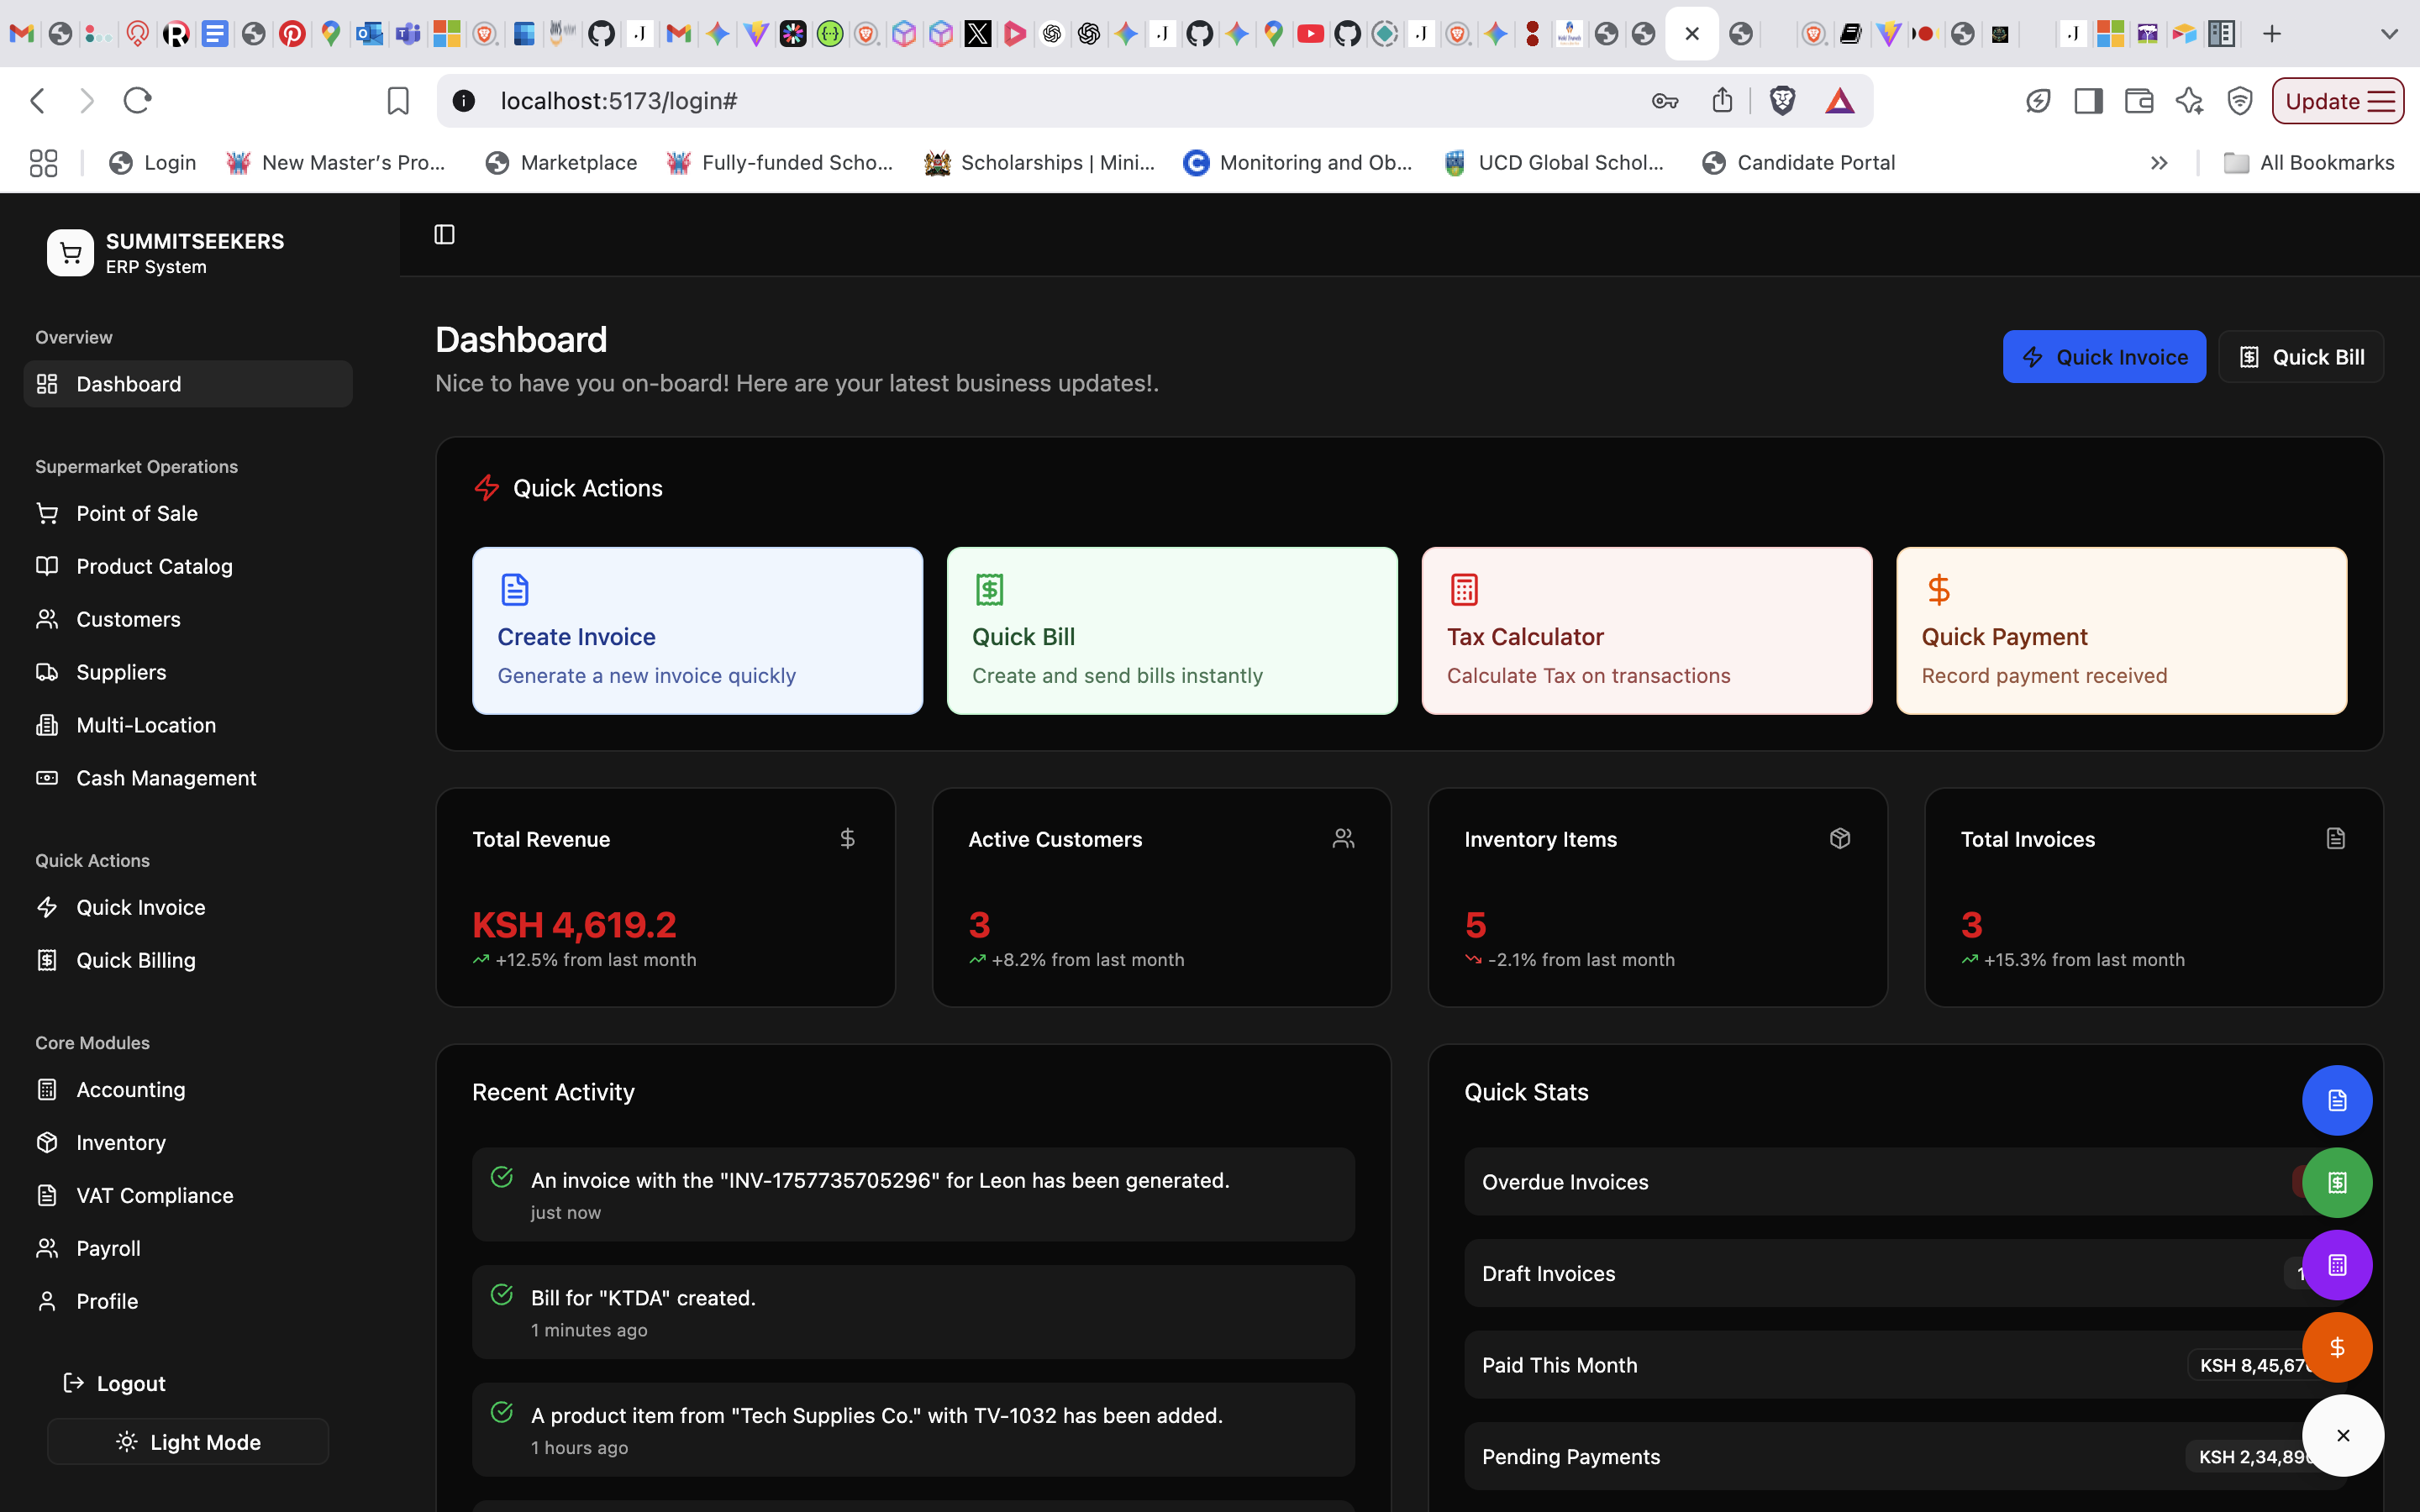 localhost:5173/login#
Update
Login
New Master's Pro...
Marketplace
Fully-funded Scho...
Scholarships | Mini...
Monitoring and Ob...
UCD Global Schol...
Candidate Portal
All Bookmarks
SUMMITSEEKERS
ERP System
Overview
Dashboard
Supermarket Operations
Point of Sale
Product Catalog
Customers
Suppliers
Multi-Location
Cash Management
Quick Actions
Quick Invoice
Quick Billing
Core Modules
Accounting
Inventory
VAT Compliance
Payroll
Profile
Logout
Light Mode
Dashboard
Nice to have you on-board! Here are your latest business updates!.
Quick Invoice
Quick Bill
Quick Actions
Create Invoice
Generate a new invoice quickly
Quick Bill
Create and send bills instantly
Tax Calculator
Calculate Tax on transactions
Quick Payment
Record payment received
Total Revenue
KSH 4,619.2
+12.5% from last month
Active Customers
3
+8.2% from last month
Inventory Items
5
-2.1% from last month
Total Invoices
3
+15.3% from last month
Recent Activity
An invoice with the "INV-1757735705296" for Leon has been generated.
just now
Bill for "KTDA" created.
1 minutes ago
A product item from "Tech Supplies Co." with TV-1032 has been added.
1 hours ago
Quick Stats
Overdue Invoices
Draft Invoices
Paid This Month
KSH 8,45,67
Pending Payments
KSH 2,34,89